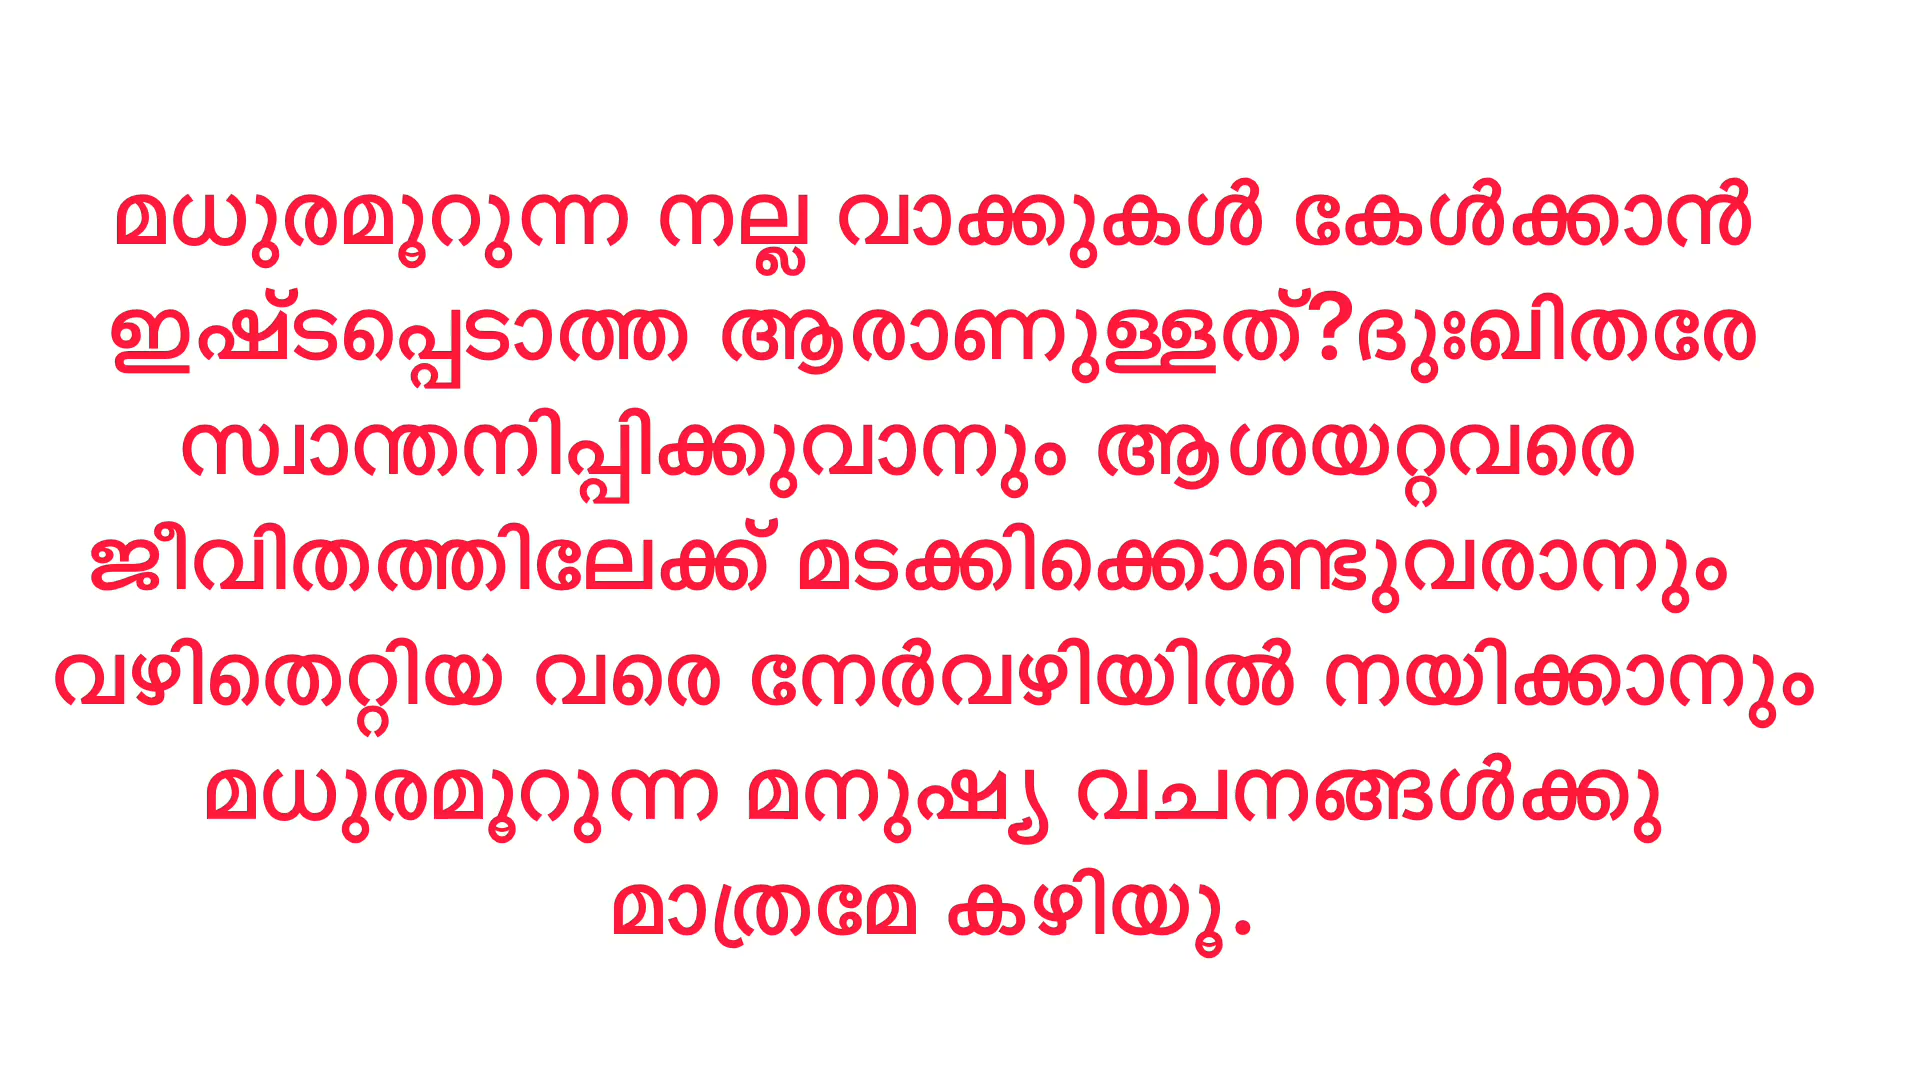 മധുരമൂറുന്ന നല്ല വാക്കുകൾ കേൾക്കാൻ
ഇഷ്ടപ്പെടാത്ത ആരാണുള്ളത്?ദുഃഖിതരേ
സ്വാന്തനിപ്പിക്കുവാനും ആശയറ്റവരെ
ജീവിതത്തിലേക്ക് മടക്കിക്കൊണ്ടുവരാനും
വഴിതെറ്റിയ വരെ നേർവഴിയിൽ നയിക്കാനും
മധുരമൂറുന്ന മനുഷ്യ വചനങ്ങൾക്കു
മാത്രമേ കഴിയൂ.